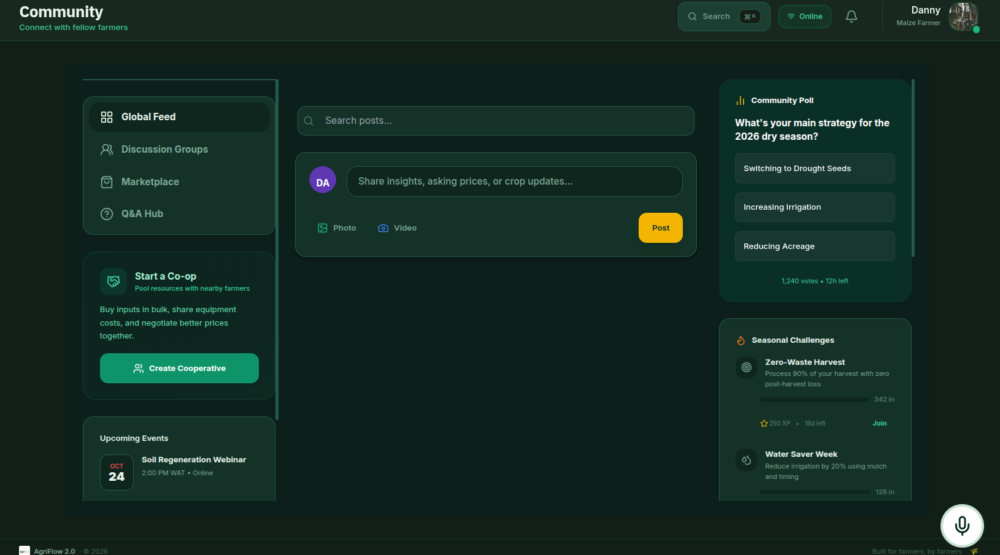 Community
Connect with fellow farmers
Search ⌘K
Online
Danny
Maize Farmer
Global Feed
Discussion Groups
Marketplace
Q&A Hub
Start a Co-op
Pool resources with nearby farmers
Buy inputs in bulk, share equipment
costs, and negotiate better prices
together.
Create Cooperative
Upcoming Events
OCT
24
Soil Regeneration Webinar
2:00 PM WAT • Online
Search posts...
DA
Share insights, asking prices, or crop updates...
Photo
Video
Post
Community Poll
What's your main strategy for the
2026 dry season?
Switching to Drought Seeds
Increasing Irrigation
Reducing Acreage
1,240 votes • 12h left
Seasonal Challenges
Zero-Waste Harvest
Process 90% of your harvest with zero
post-harvest loss
342 in
250 XP • 18d left
Join
Water Saver Week
Reduce irrigation by 20% using mulch
and timing
128 in
AgriFlow 2.0 · © 2026
Built for farmers, by farmers